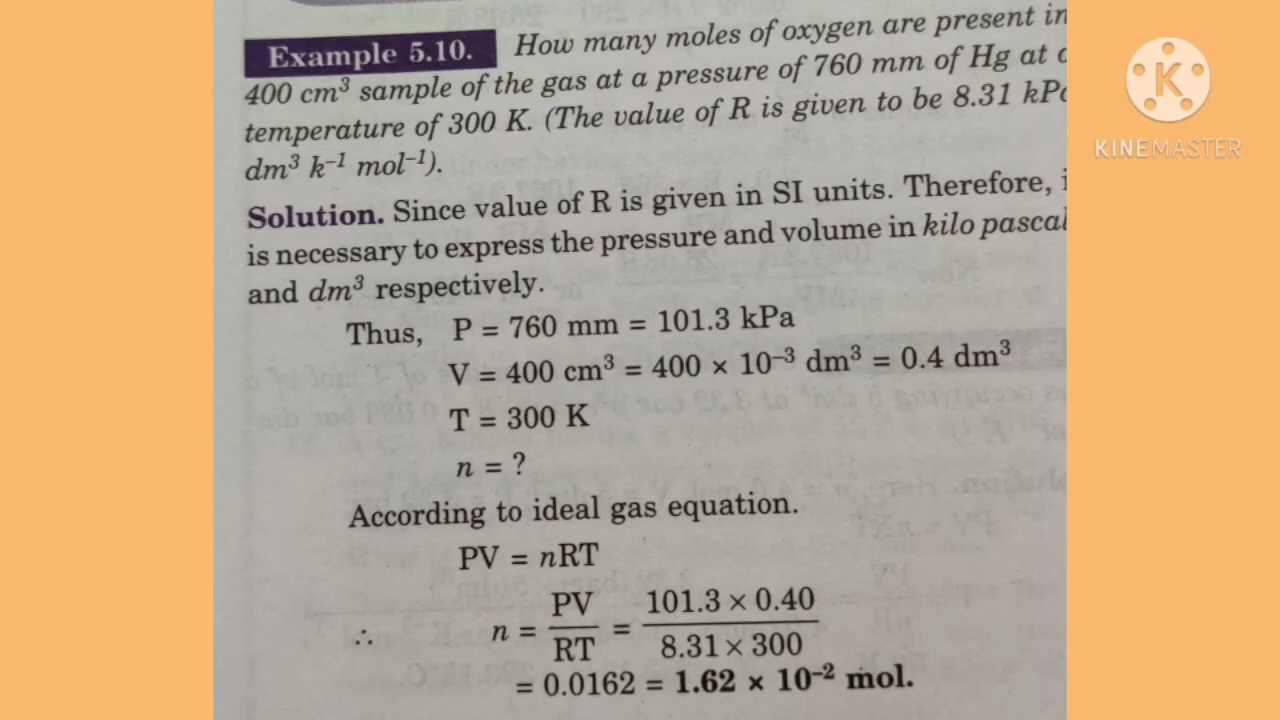 Example 5.10. How many moles of oxygen are present in
400 cm³ sample of the gas at a pressure of 760 mm of Hg at a
temperature of 300 K. (The value of R is given to be 8.31 kPa
dm³ k⁻¹ mol⁻¹).
Solution. Since value of R is given in SI units. Therefore, i
is necessary to express the pressure and volume in kilo pascal
and dm³ respectively.
Thus, P = 760 mm = 101.3 kPa
V = 400 cm³ = 400 × 10⁻³ dm³ = 0.4 dm³
T = 300 K
n = ?
According to ideal gas equation.
PV = nRT
∴ n = PV/RT = 101.3 × 0.40/8.31 × 300
= 0.0162 = 1.62 × 10⁻² mol.
K
KINEMASTER